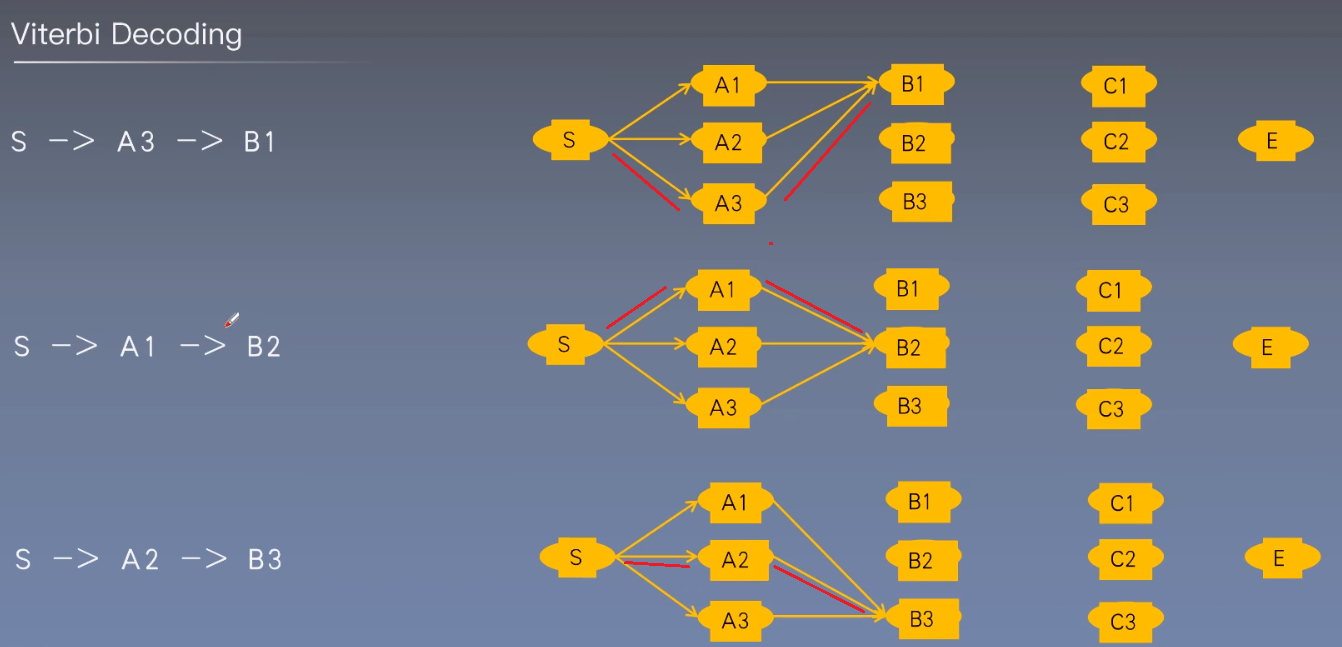 Viterbi Decoding
S -> A3 -> B1
A1 B1 C1
S A2 B2 C2 E
A3 B3 C3
S -> A1 -> B2
A1 B1 C1
S A2 B2 C2 E
A3 B3 C3
S -> A2 -> B3
A1 B1 C1
S A2 B2 C2 E
A3 B3 C3